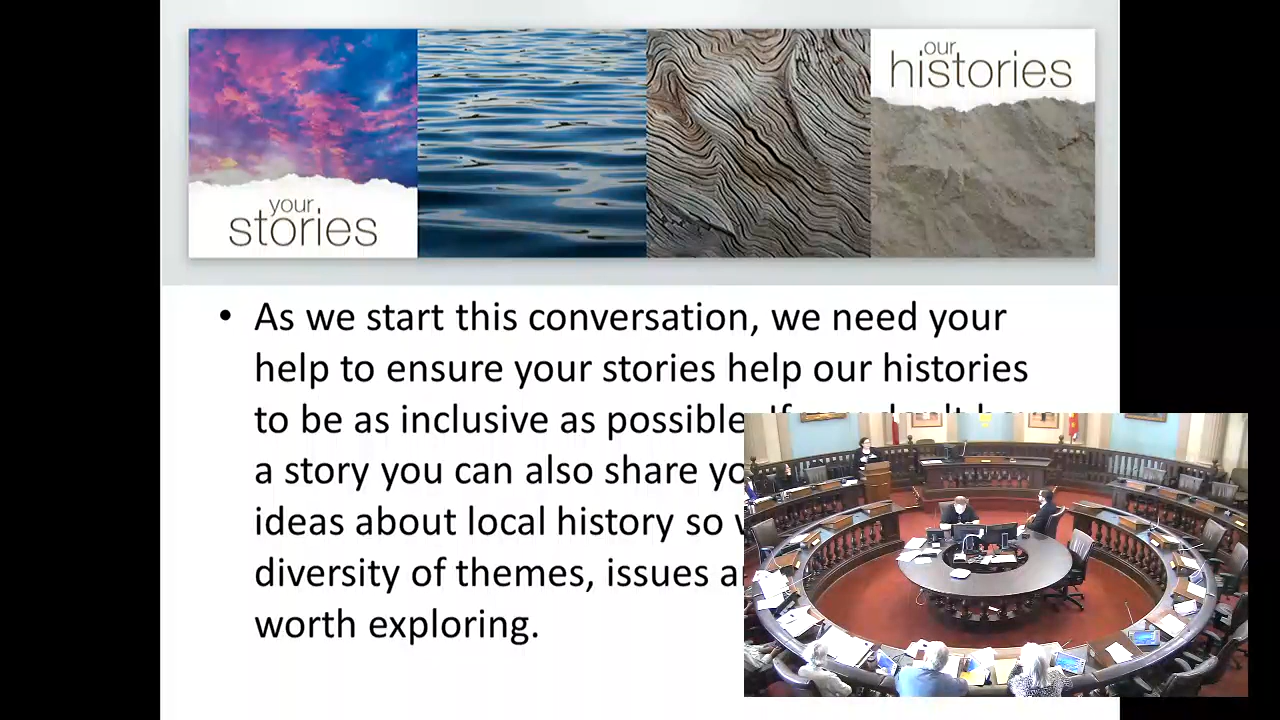 your
stories
our
histories
• As we start this conversation, we need your
help to ensure your stories help our histories
to be as inclusive as possible. If don't
a story you can also share
ideas about local history so
diversity of themes, issues
worth exploring.